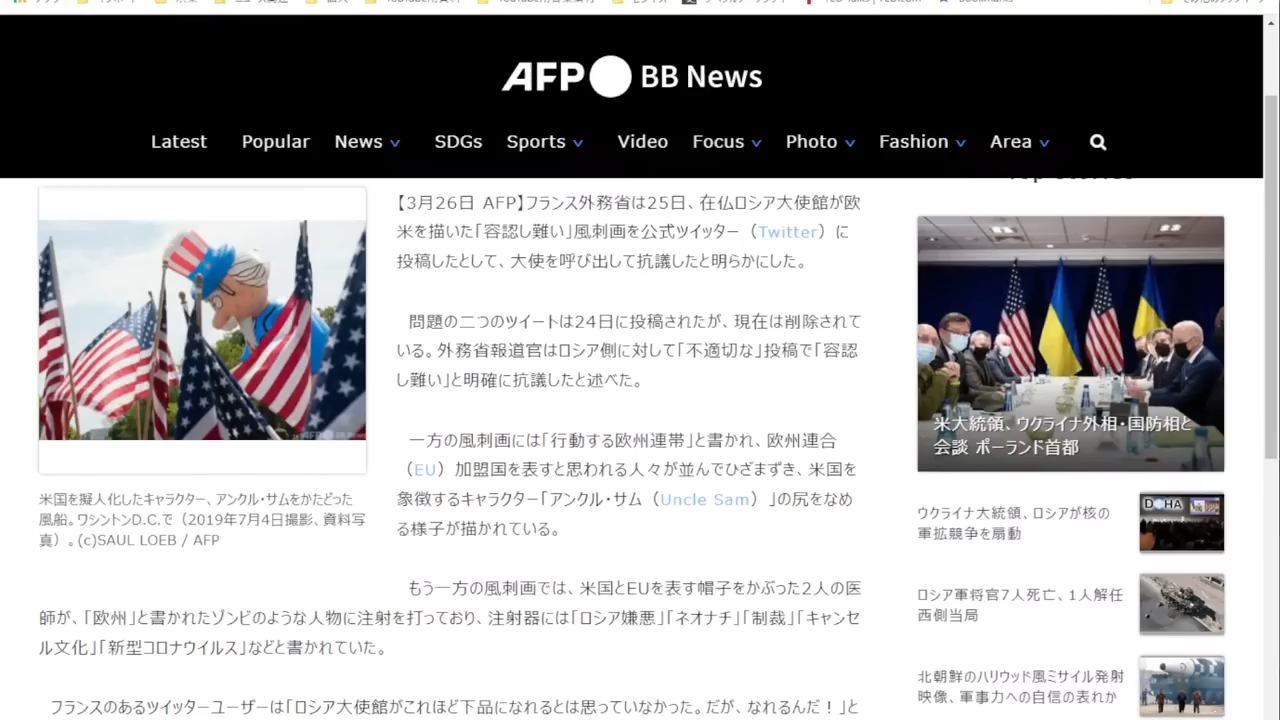 AFP BB News
Latest Popular News SDGs Sports Video Focus Photo Fashion Area
【3月26日 AFP】フランス外務省は25日、在仏ロシア大使館が欧
米を描いた「容認し難い」風刺画を公式ツイッター（Twitter）に
投稿したとして、大使を呼び出して抗議したと明らかにした。
問題の二つのツイートは24日に投稿されたが、現在は削除されて
いる。外務省報道官はロシア側に対して「不適切な」投稿で「容認
し難い」と明確に抗議したと述べた。
一方の風刺画には「行動する欧州連帯」と書かれ、欧州連合
（EU）加盟国を表すと思われる人々が並んでひざまずき、米国を
象徴するキャラクター「アンクル・サム（Uncle Sam）」の尻をなめ
る様子が描かれている。
米国を擬人化したキャラクター、アンクル・サムをかたどった
風船。ワシントンD.C.で（2019年7月4日撮影、資料写
真）。(c)SAUL LOEB / AFP
もう一方の風刺画では、米国とEUを表す帽子をかぶった2人の医
師が、「欧州」と書かれたゾンビのような人物に注射を打っており、注射器には「ロシア嫌悪」「ネオナチ」「制裁」「キャンセ
ル文化」「新型コロナウイルス」などと書かれていた。
フランスのあるツイッターユーザーは「ロシア大使館がこれほど下品になれるとは思っていなかった。だが、なれるんだ！」と
米大統領、ウクライナ外相・国防相と
会談 ポーランド首都
ウクライナ大統領、ロシアが核の
軍拡競争を扇動
DOHA
ロシア軍将官7人死亡、1人解任
西側当局
北朝鮮のハリウッド風ミサイル発射
映像、軍事力への自信の表れか